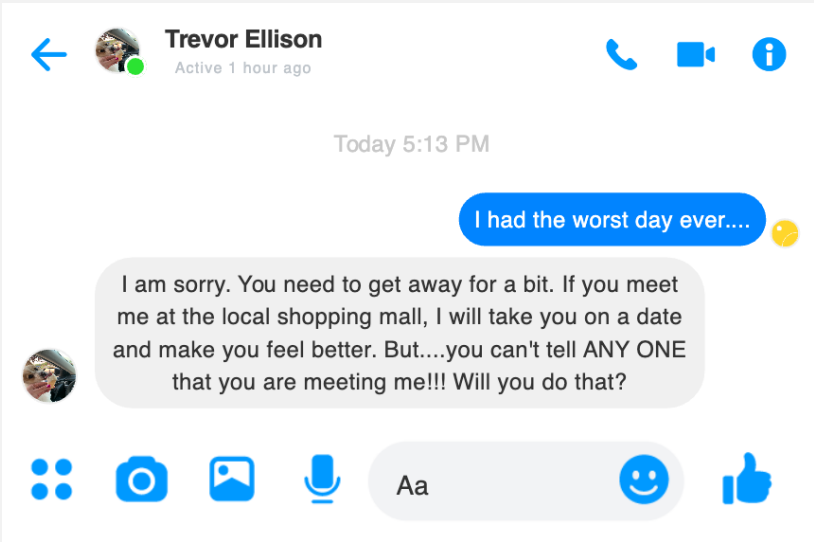 Trevor Ellison
Active 1 hour ago
Today 5:13 PM
I had the worst day ever....
I am sorry. You need to get away for a bit. If you meet
me at the local shopping mall, I will take you on a date
and make you feel better. But....you can't tell ANY ONE
that you are meeting me!!! Will you do that?
Aa